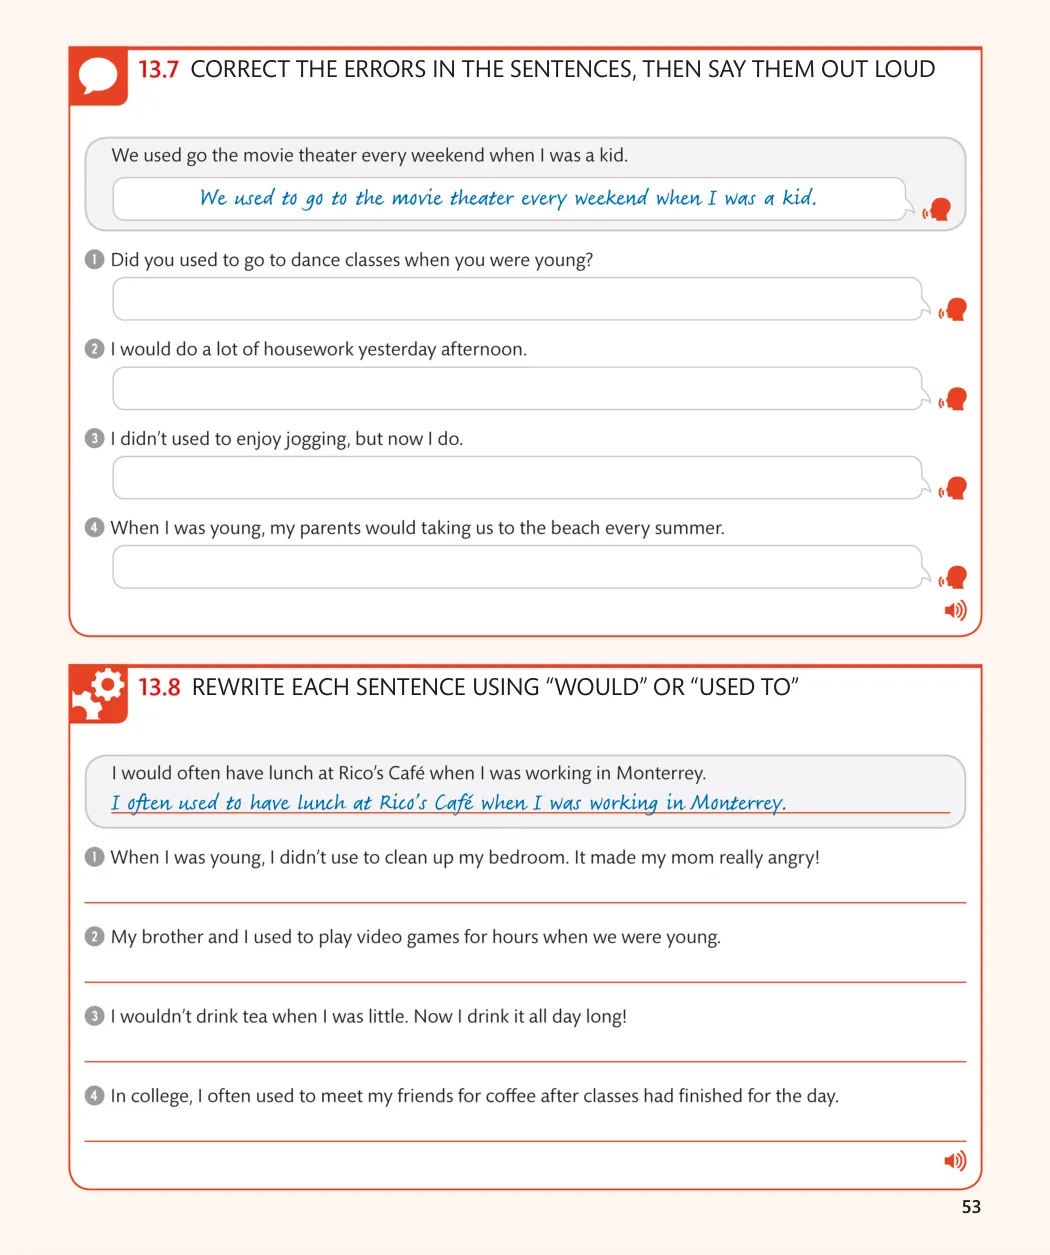 13.7 CORRECT THE ERRORS IN THE SENTENCES, THEN SAY THEM OUT LOUD
We used go the movie theater every weekend when I was a kid.
We used to go to the movie theater every weekend when I was a kid.
1 Did you used to go to dance classes when you were young?
2 I would do a lot of housework yesterday afternoon.
3 I didn’t used to enjoy jogging, but now I do.
4 When I was young, my parents would taking us to the beach every summer.
13.8 REWRITE EACH SENTENCE USING “WOULD” OR “USED TO”
I would often have lunch at Rico’s Café when I was working in Monterrey.
I often used to have lunch at Rico’s Café when I was working in Monterrey.
1 When I was young, I didn’t use to clean up my bedroom. It made my mom really angry!
2 My brother and I used to play video games for hours when we were young.
3 I wouldn’t drink tea when I was little. Now I drink it all day long!
4 In college, I often used to meet my friends for coffee after classes had finished for the day.
53